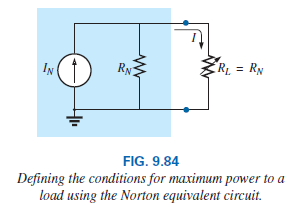 I
I_N
R_N
R_L = R_N
FIG. 9.84
Defining the conditions for maximum power to a
load using the Norton equivalent circuit.